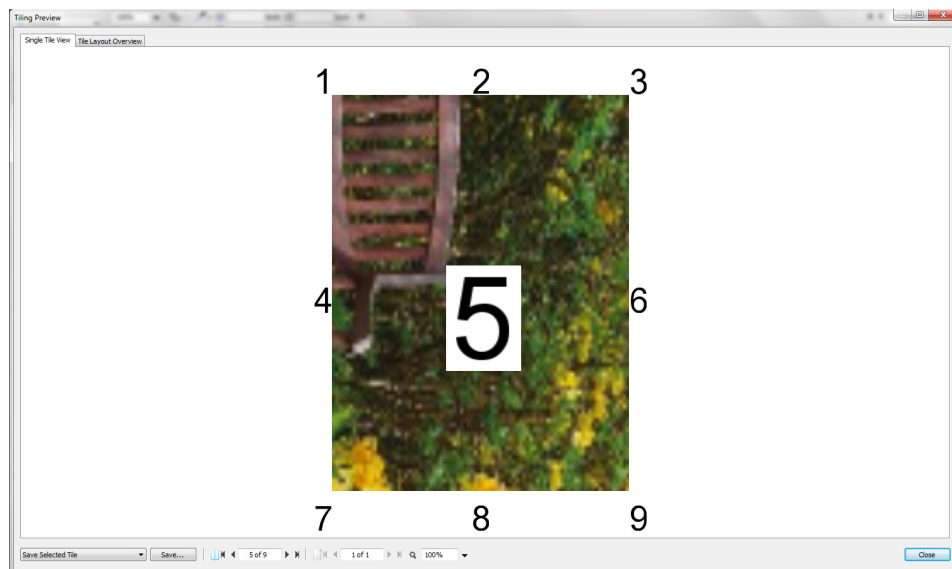 Tiling Preview
100%
Single Tile View Tile Layout Overview
1 2 3
4 5 6
7 8 9
Save Selected Tile Save... 5 of 9 1 of 1 100% Close